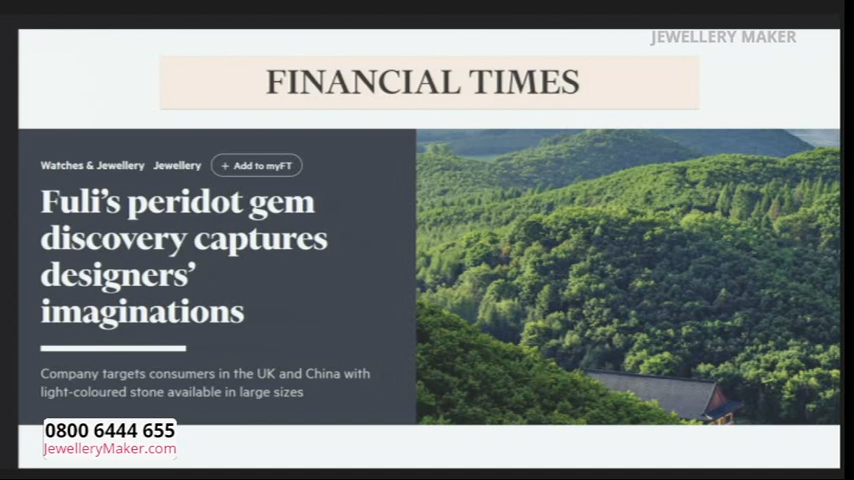 JEWELLERY MAKER
FINANCIAL TIMES
Watches & Jewellery Jewellery + Add to myFT
Fuli's peridot gem
discovery captures
designers'
imaginations
Company targets consumers in the UK and China with
light-coloured stone available in large sizes
0800 6444 655
JewelleryMaker.com